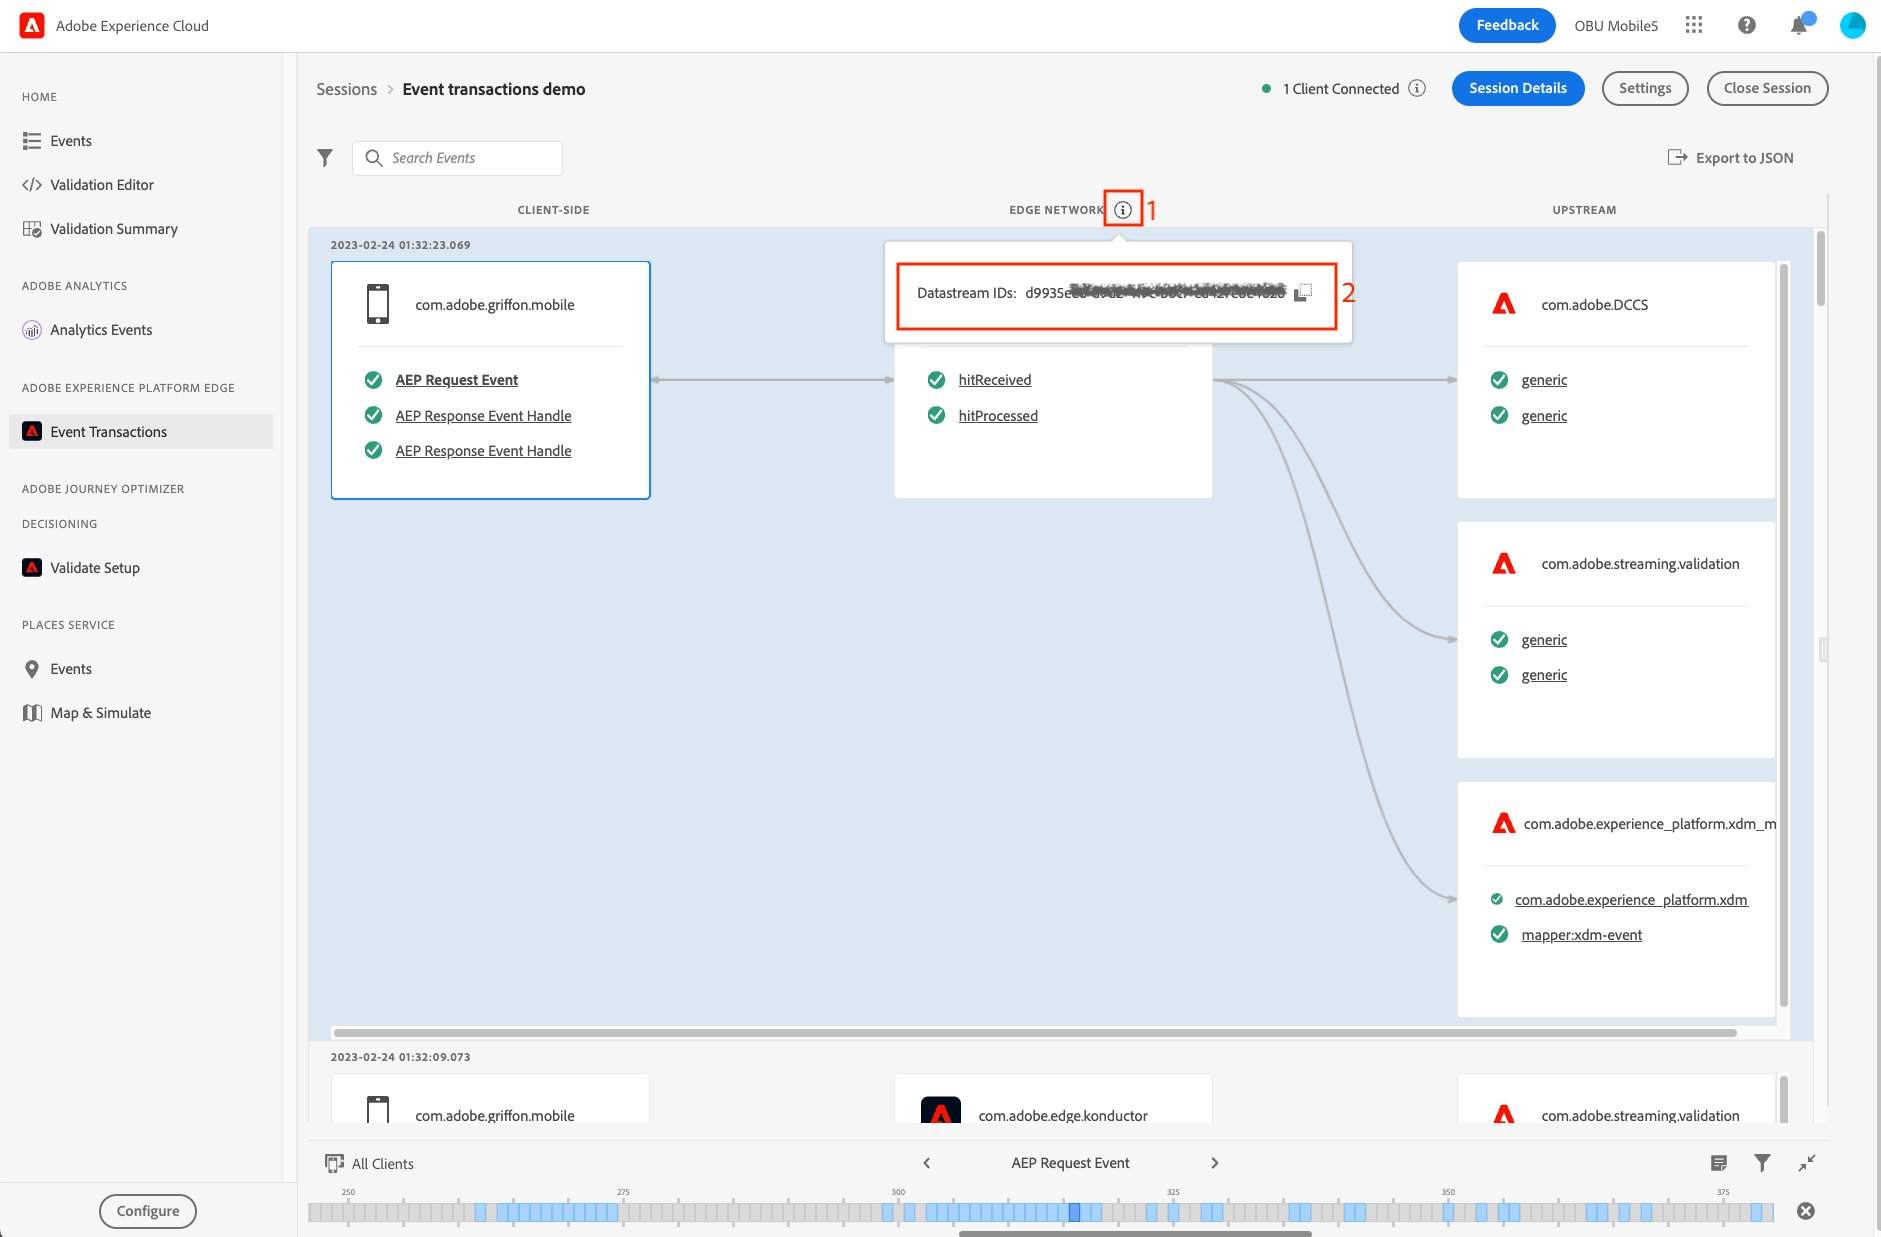 Adobe Experience Cloud
Feedback
OBU Mobile5
HOME
Events
Validation Editor
Validation Summary
ADOBE ANALYTICS
Analytics Events
ADOBE EXPERIENCE PLATFORM EDGE
Event Transactions
ADOBE JOURNEY OPTIMIZER
DECISIONING
Validate Setup
PLACES SERVICE
Events
Map & Simulate
Configure
Sessions > Event transactions demo
1 Client Connected
Session Details
Settings
Close Session
Search Events
Export to JSON
CLIENT-SIDE
EDGE NETWORK
1
UPSTREAM
2023-02-24 01:32:23.069
com.adobe.griffon.mobile
AEP Request Event
AEP Response Event Handle
AEP Response Event Handle
Datastream IDs:
2
hitReceived
hitProcessed
com.adobe.DCCS
generic
generic
com.adobe.streaming.validation
generic
generic
com.adobe.experience_platform.xdm_m
com.adobe.experience_platform.xdm
mapper:xdm-event
2023-02-24 01:32:09.073
com.adobe.griffon.mobile
com.adobe.edge.konductor
com.adobe.streaming.validation
All Clients
AEP Request Event
250
275
300
325
350
375